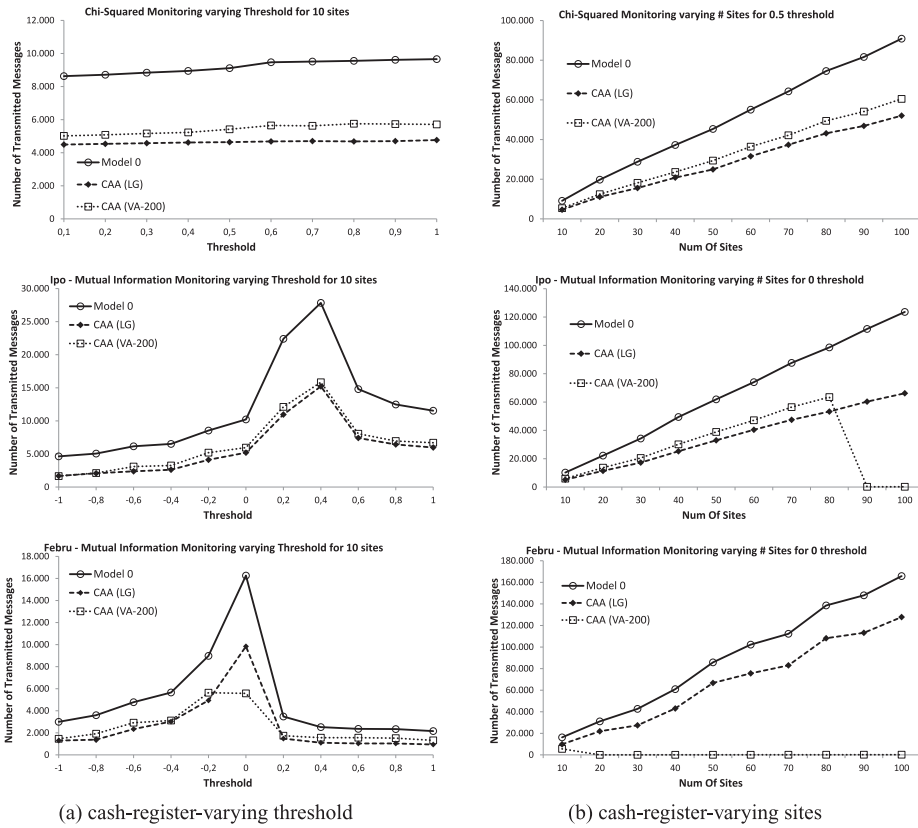 Chi-Squared Monitoring varying Threshold for 10 sites
Number of Transmitted Messages
12.000
10.000
8.000
6.000
4.000
2.000
0
Model 0
CAA (LG)
CAA (VA-200)
0,1 0,2 0,3 0,4 0,5 0,6 0,7 0,8 0,9 1
Threshold
Chi-Squared Monitoring varying # Sites for 0.5 threshold
Number of Transmitted Messages
100.000
80.000
60.000
40.000
20.000
0
Model 0
CAA (LG)
CAA (VA-200)
10 20 30 40 50 60 70 80 90 100
Num Of Sites
Ipo - Mutual Information Monitoring varying Threshold for 10 sites
Number of Transmitted Messages
30.000
25.000
20.000
15.000
10.000
5.000
0
Model 0
CAA (LG)
CAA (VA-200)
-1 -0,8 -0,6 -0,4 -0,2 0 0,2 0,4 0,6 0,8 1
Threshold
Ipo - Mutual Information Monitoring varying # Sites for 0 threshold
Number of Transmitted Messages
140.000
120.000
100.000
80.000
60.000
40.000
20.000
0
Model 0
CAA (LG)
CAA (VA-200)
10 20 30 40 50 60 70 80 90 100
Num Of Sites
Febru - Mutual Information Monitoring varying Threshold for 10 sites
Number of Transmitted Messages
18.000
16.000
14.000
12.000
10.000
8.000
6.000
4.000
2.000
0
Model 0
CAA (LG)
CAA (VA-200)
-1 -0,8 -0,6 -0,4 -0,2 0 0,2 0,4 0,6 0,8 1
Threshold
Febru - Mutual Information Monitoring varying # Sites for 0 threshold
Number of Transmitted Messages
180.000
160.000
140.000
120.000
100.000
80.000
60.000
40.000
20.000
0
Model 0
CAA (LG)
CAA (VA-200)
10 20 30 40 50 60 70 80 90 100
Num Of Sites
(a) cash-register-varying threshold
(b) cash-register-varying sites